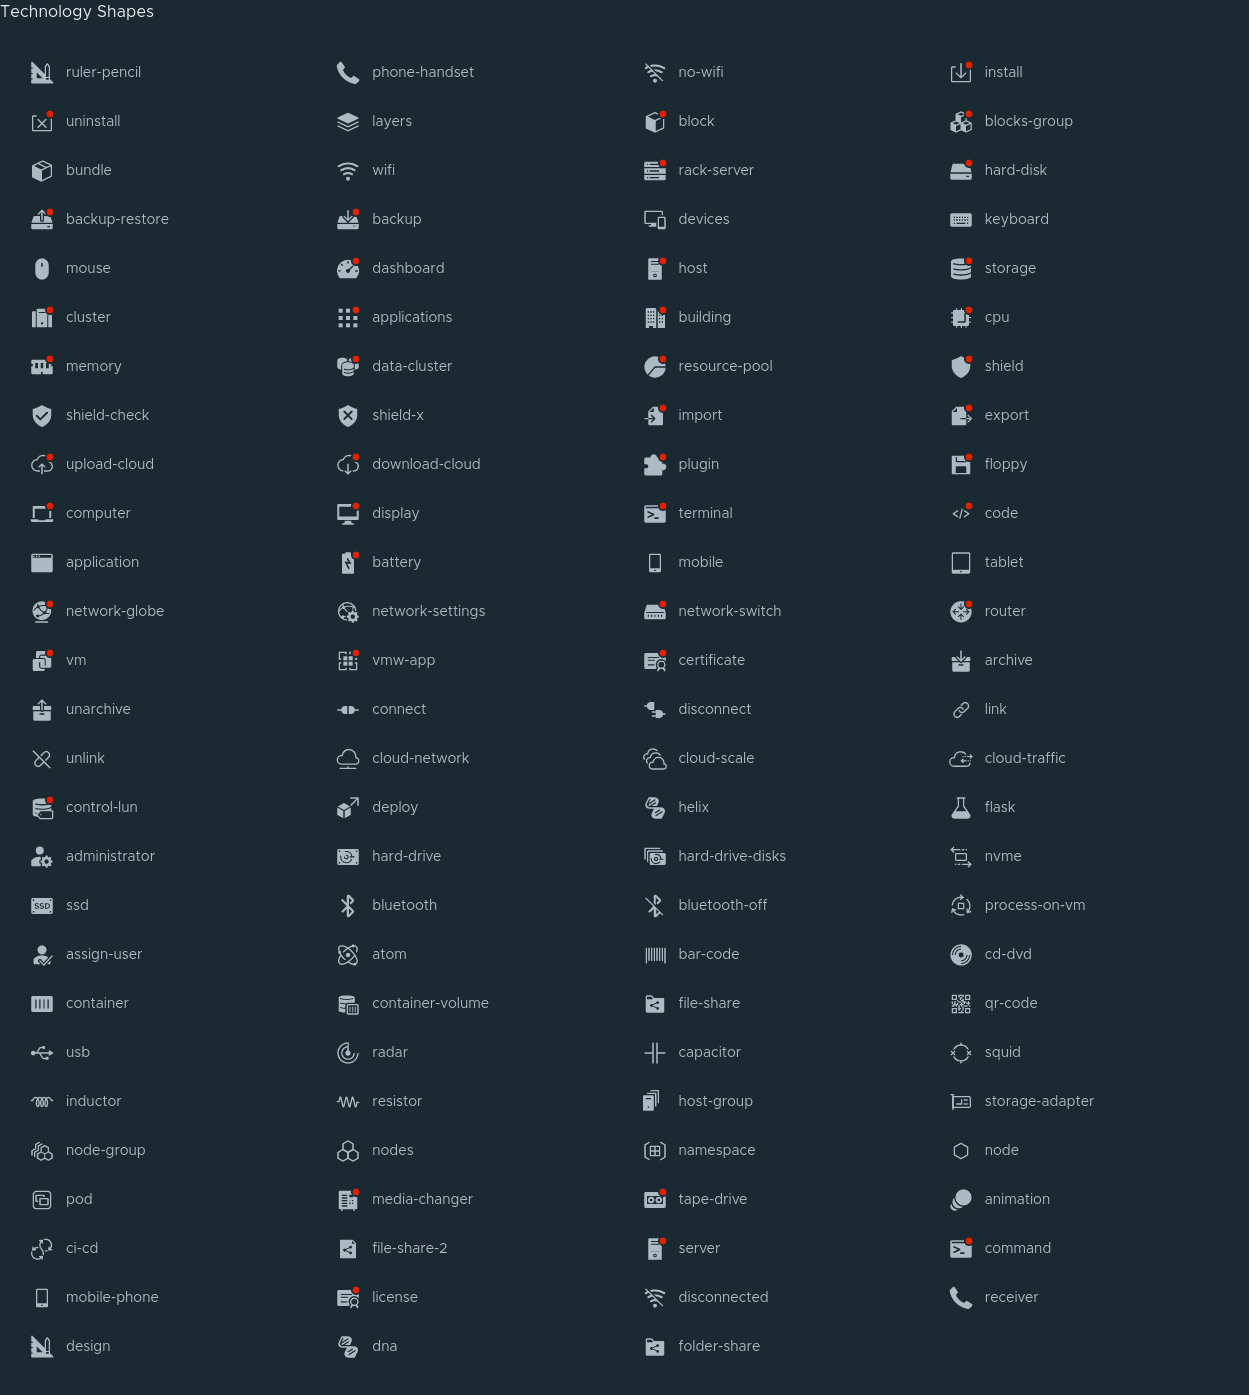 Technology Shapes
ruler-pencil phone-handset no-wifi install
uninstall layers block blocks-group
bundle wifi rack-server hard-disk
backup-restore backup devices keyboard
mouse dashboard host storage
cluster applications building cpu
memory data-cluster resource-pool shield
shield-check shield-x import export
upload-cloud download-cloud plugin floppy
computer display terminal code
application battery mobile tablet
network-globe network-settings network-switch router
vm vmw-app certificate archive
unarchive connect disconnect link
unlink cloud-network cloud-scale cloud-traffic
control-lun deploy helix flask
administrator hard-drive hard-drive-disks nvme
SSD ssd bluetooth bluetooth-off process-on-vm
assign-user atom bar-code cd-dvd
container container-volume file-share qr-code
usb radar capacitor squid
inductor resistor host-group storage-adapter
node-group nodes namespace node
pod media-changer tape-drive animation
ci-cd file-share-2 server command
mobile-phone license disconnected receiver
design dna folder-share